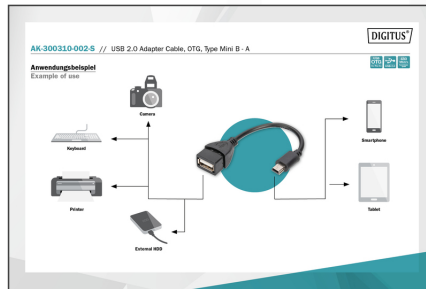 DIGITUS®
AK-300310-002-S // USB 2.0 Adapter Cable, OTG, Type Mini B - A
Anwendungsbeispiel
Example of use
OTG
Camera
Keyboard
Smartphone
Printer
Tablet
External HDD